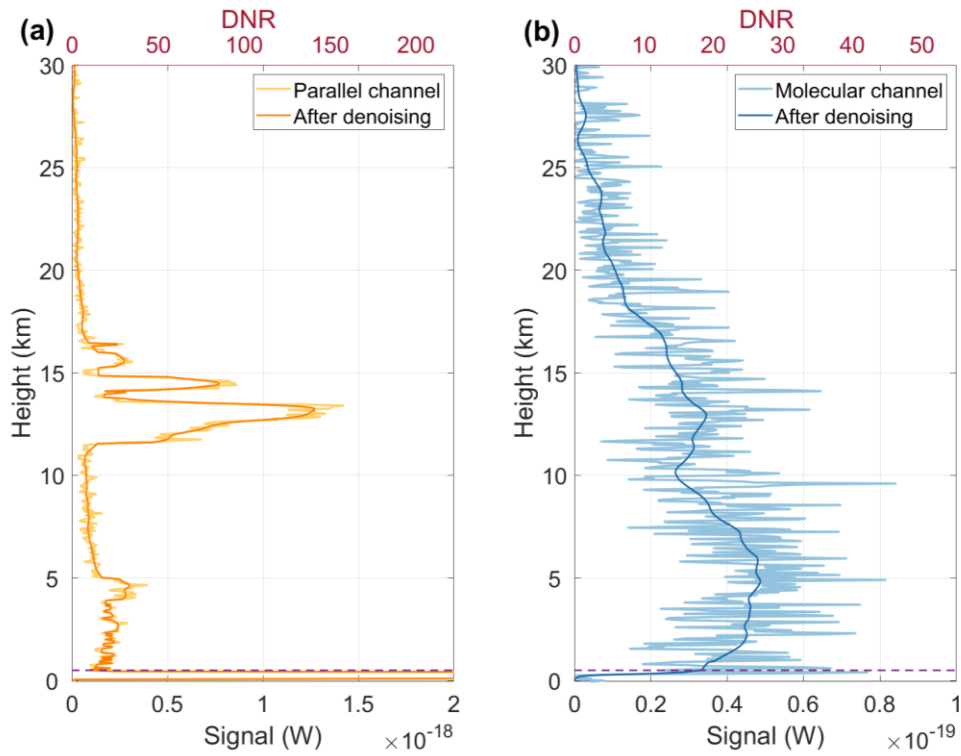 (a)
DNR
0 50 100 150 200
30
25
20
15
10
5
0
Height (km)
Parallel channel
After denoising
0 0.5 1 1.5 2
Signal (W)
×10⁻¹⁸
(b)
DNR
0 10 20 30 40 50
30
25
20
15
10
5
0
Height (km)
Molecular channel
After denoising
0 0.2 0.4 0.6 0.8 1
Signal (W)
×10⁻¹⁹